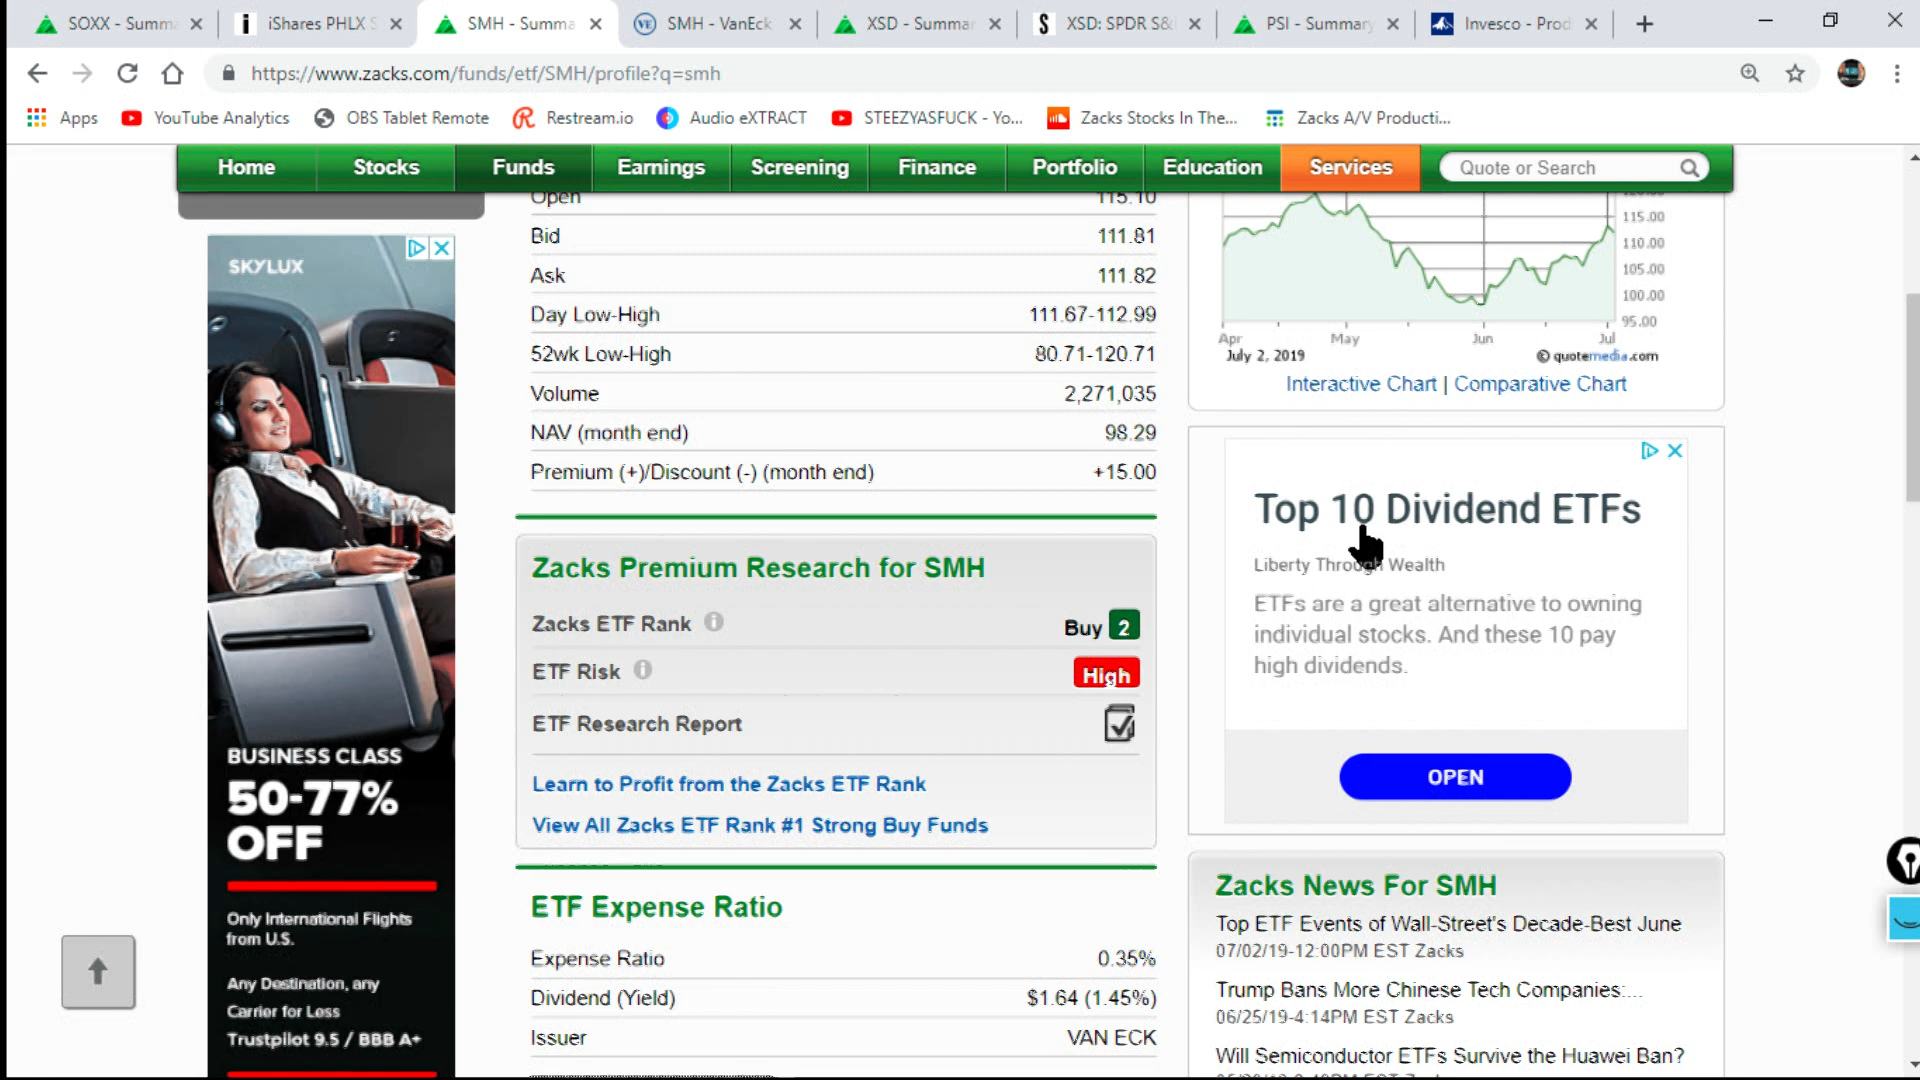 SOXX - Summa
iShares PHLX S
SMH - Summa
SMH - VanEck
XSD - Summar
XSD: SPDR S&
PSI - Summary
Invesco - Prod
https://www.zacks.com/funds/etf/SMH/profile?q=smh
Apps
YouTube Analytics
OBS Tablet Remote
Restream.io
Audio eXTRACT
STEEZYASFUCK - Yo...
Zacks Stocks In The...
Zacks A/V Producti...
Home
Stocks
Funds
Earnings
Screening
Finance
Portfolio
Education
Services
Quote or Search
SKYLUX
BUSINESS CLASS
50-77%
OFF
Only International Flights
from U.S.
Any Destination, any
Carrier for Less
Trustpilot 9.5 / BBB A+
Open 115.10
Bid 111.81
Ask 111.82
Day Low-High 111.67-112.99
52wk Low-High 80.71-120.71
Volume 2,271,035
NAV (month end) 98.29
Premium (+)/Discount (-) (month end) +15.00
Zacks Premium Research for SMH
Zacks ETF Rank Buy 2
ETF Risk High
ETF Research Report
Learn to Profit from the Zacks ETF Rank
View All Zacks ETF Rank #1 Strong Buy Funds
ETF Expense Ratio
Expense Ratio 0.35%
Dividend (Yield) $1.64 (1.45%)
Issuer VAN ECK
115.00
110.00
105.00
100.00
95.00
Apr May Jun Jul
July 2, 2019
© quotemedia.com
Interactive Chart | Comparative Chart
Top 10 Dividend ETFs
Liberty Through Wealth
ETFs are a great alternative to owning
individual stocks. And these 10 pay
high dividends.
OPEN
Zacks News For SMH
Top ETF Events of Wall-Street's Decade-Best June
07/02/19-12:00PM EST Zacks
Trump Bans More Chinese Tech Companies:...
06/25/19-4:14PM EST Zacks
Will Semiconductor ETFs Survive the Huawei Ban?